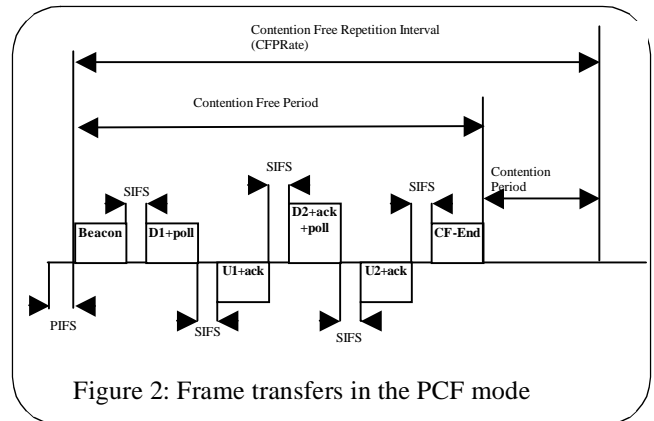 Contention Free Repetition Interval
(CFPRate)
Contention Free Period
Contention
Period
SIFS
SIFS
SIFS
Beacon
D1+poll
D2+ack
+poll
CF-End
U1+ack
U2+ack
PIFS
SIFS
SIFS
Figure 2: Frame transfers in the PCF mode